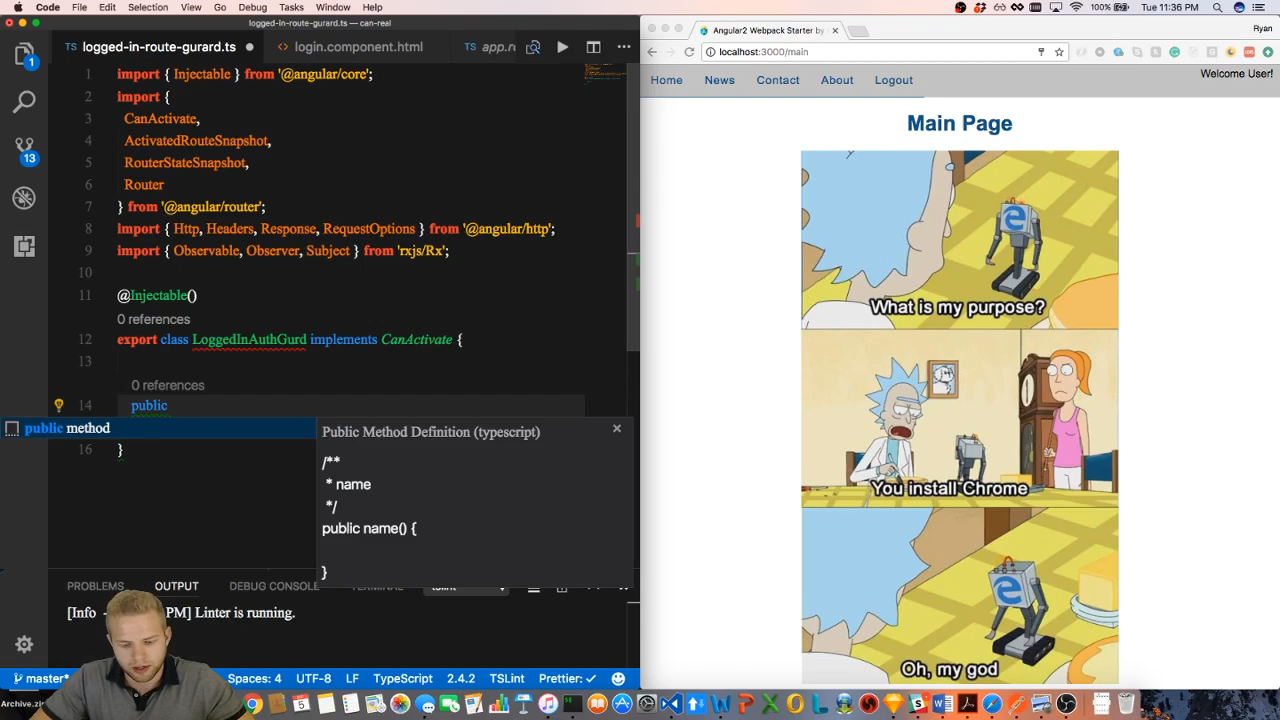 Code File Edit Selection View Go Debug Tasks Window Help 100% Tue 11:36 PM
logged-in-route-gurard.ts — can-real
logged-in-route-gurard.ts login.component.html app.r
1 import { Injectable } from '@angular/core';
2 import {
3 CanActivate,
4 ActivatedRouteSnapshot,
5 RouterStateSnapshot,
6 Router
7 } from '@angular/router';
8 import { Http, Headers, Response, RequestOptions } from '@angular/http';
9 import { Observable, Observer, Subject } from 'rxjs/Rx';
10
11 @Injectable()
0 references
12 export class LoggedInAuthGurd implements CanActivate {
13
0 references
14 public
public method
16 }
Public Method Definition (typescript)
/**
* name
*/
public name() {
}
1
13
PROBLEMS OUTPUT DEBUG CONSOLE TERMINAL tslint
[Info - PM] Linter is running.
master* Spaces: 4 UTF-8 LF TypeScript 2.4.2 TSLint Prettier: ✓
Archive.zip
Angular2 Webpack Starter by Ryan
localhost:3000/main
Home News Contact About Logout Welcome User!
Main Page
What is my purpose?
You install Chrome
Oh, my god